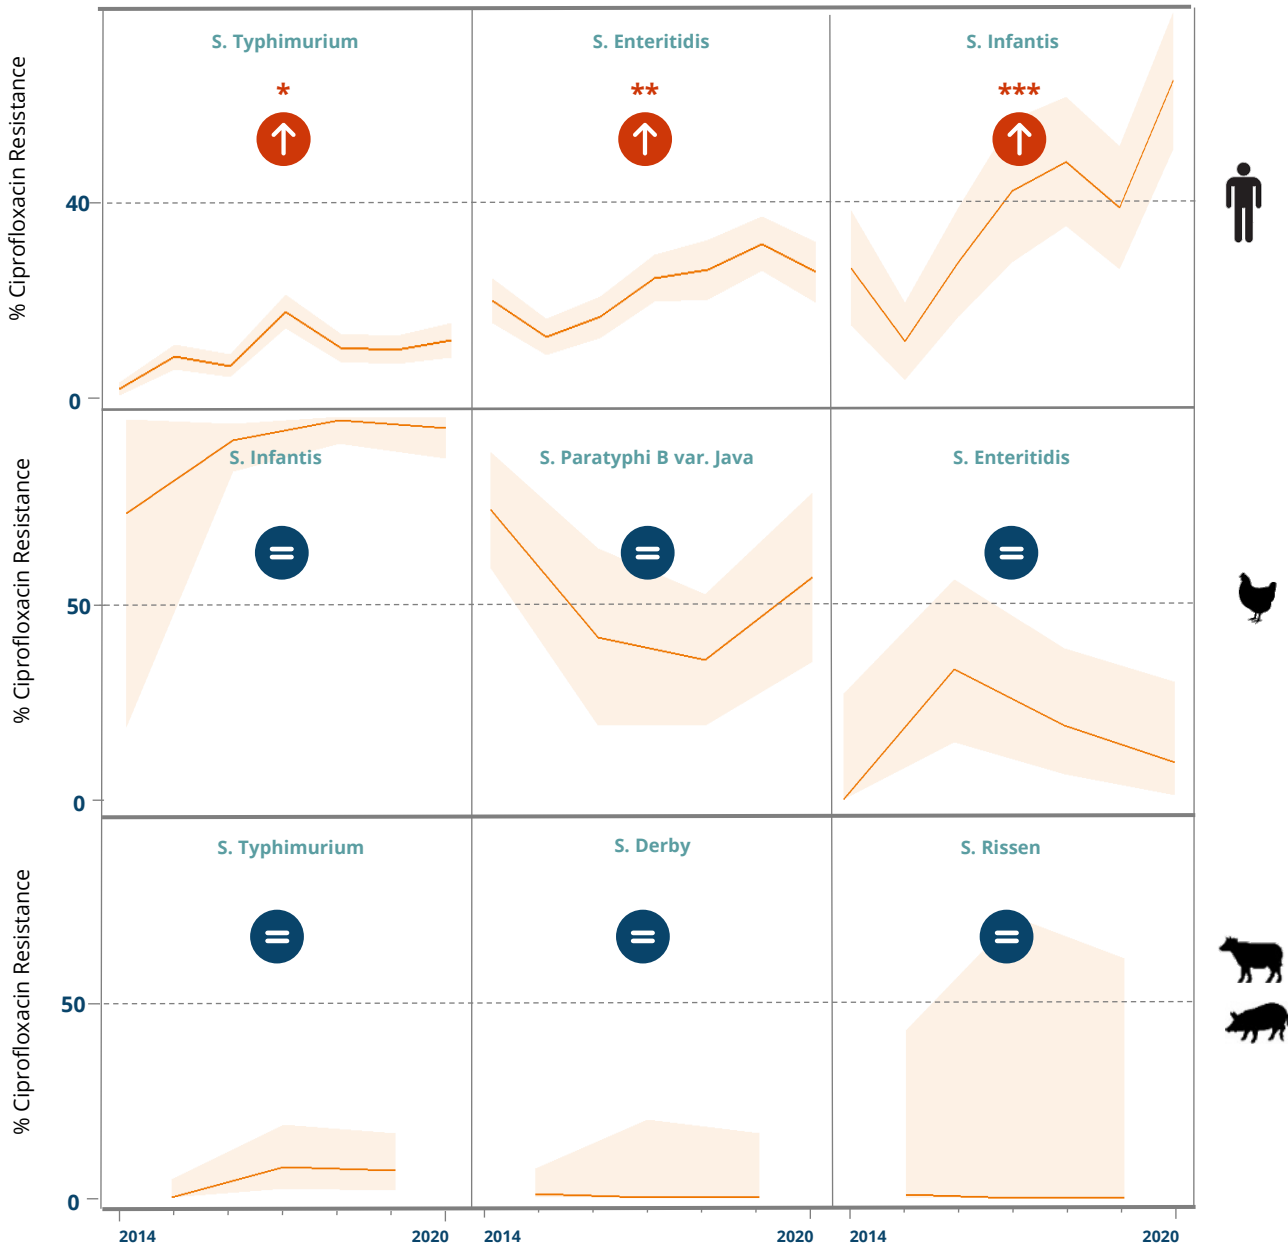 % Ciprofloxacin Resistance
S. Typhimurium
S. Enteritidis
S. Infantis
*
**
***
40
0
% Ciprofloxacin Resistance
S. Infantis
S. Paratyphi B var. Java
S. Enteritidis
50
0
% Ciprofloxacin Resistance
S. Typhimurium
S. Derby
S. Rissen
50
0
2014
2020
2014
2020
2014
2020